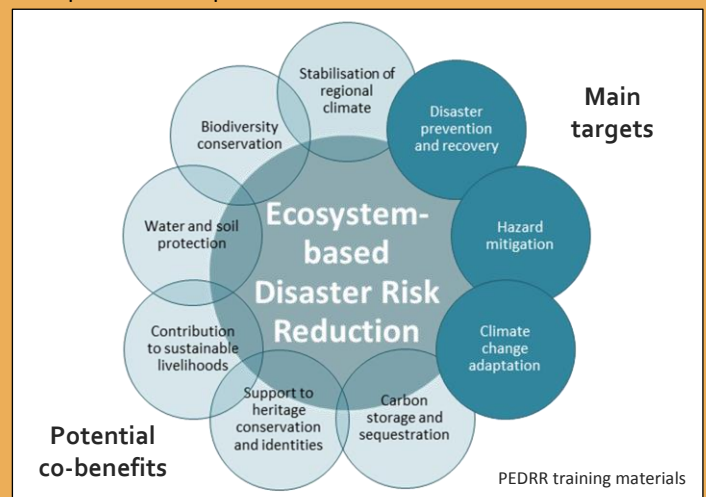 Stabilisation of
regional
climate
Disaster
prevention
and recovery
Main
targets
Biodiversity
conservation
Hazard
mitigation
Water and soil
protection
Ecosystem-
based
Disaster Risk
Reduction
Climate
change
adaptation
Contribution
to sustainable
livelihoods
Support to
heritage
conservation
and identities
Carbon
storage and
sequestration
Potential
co-benefits
PEDRR training materials